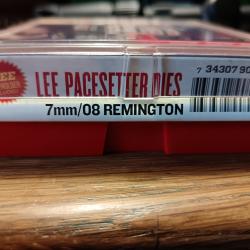 LEE PACESETTER DIES
7 34307 90
7mm/08 REMINGTON